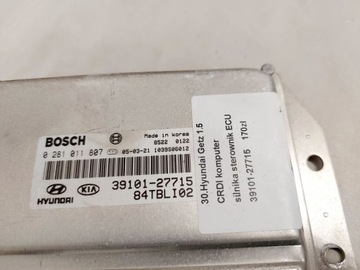 BOSCH
Made in Korea
0522 0122
0 281 011 807 05-03-21 1039S06012
HYUNDAI
KIA
39101-27715
84TBLI02
30.Hyundai Getz 1.5
CRDI komputer
silnika sterownik ECU
39101-27715 170zł